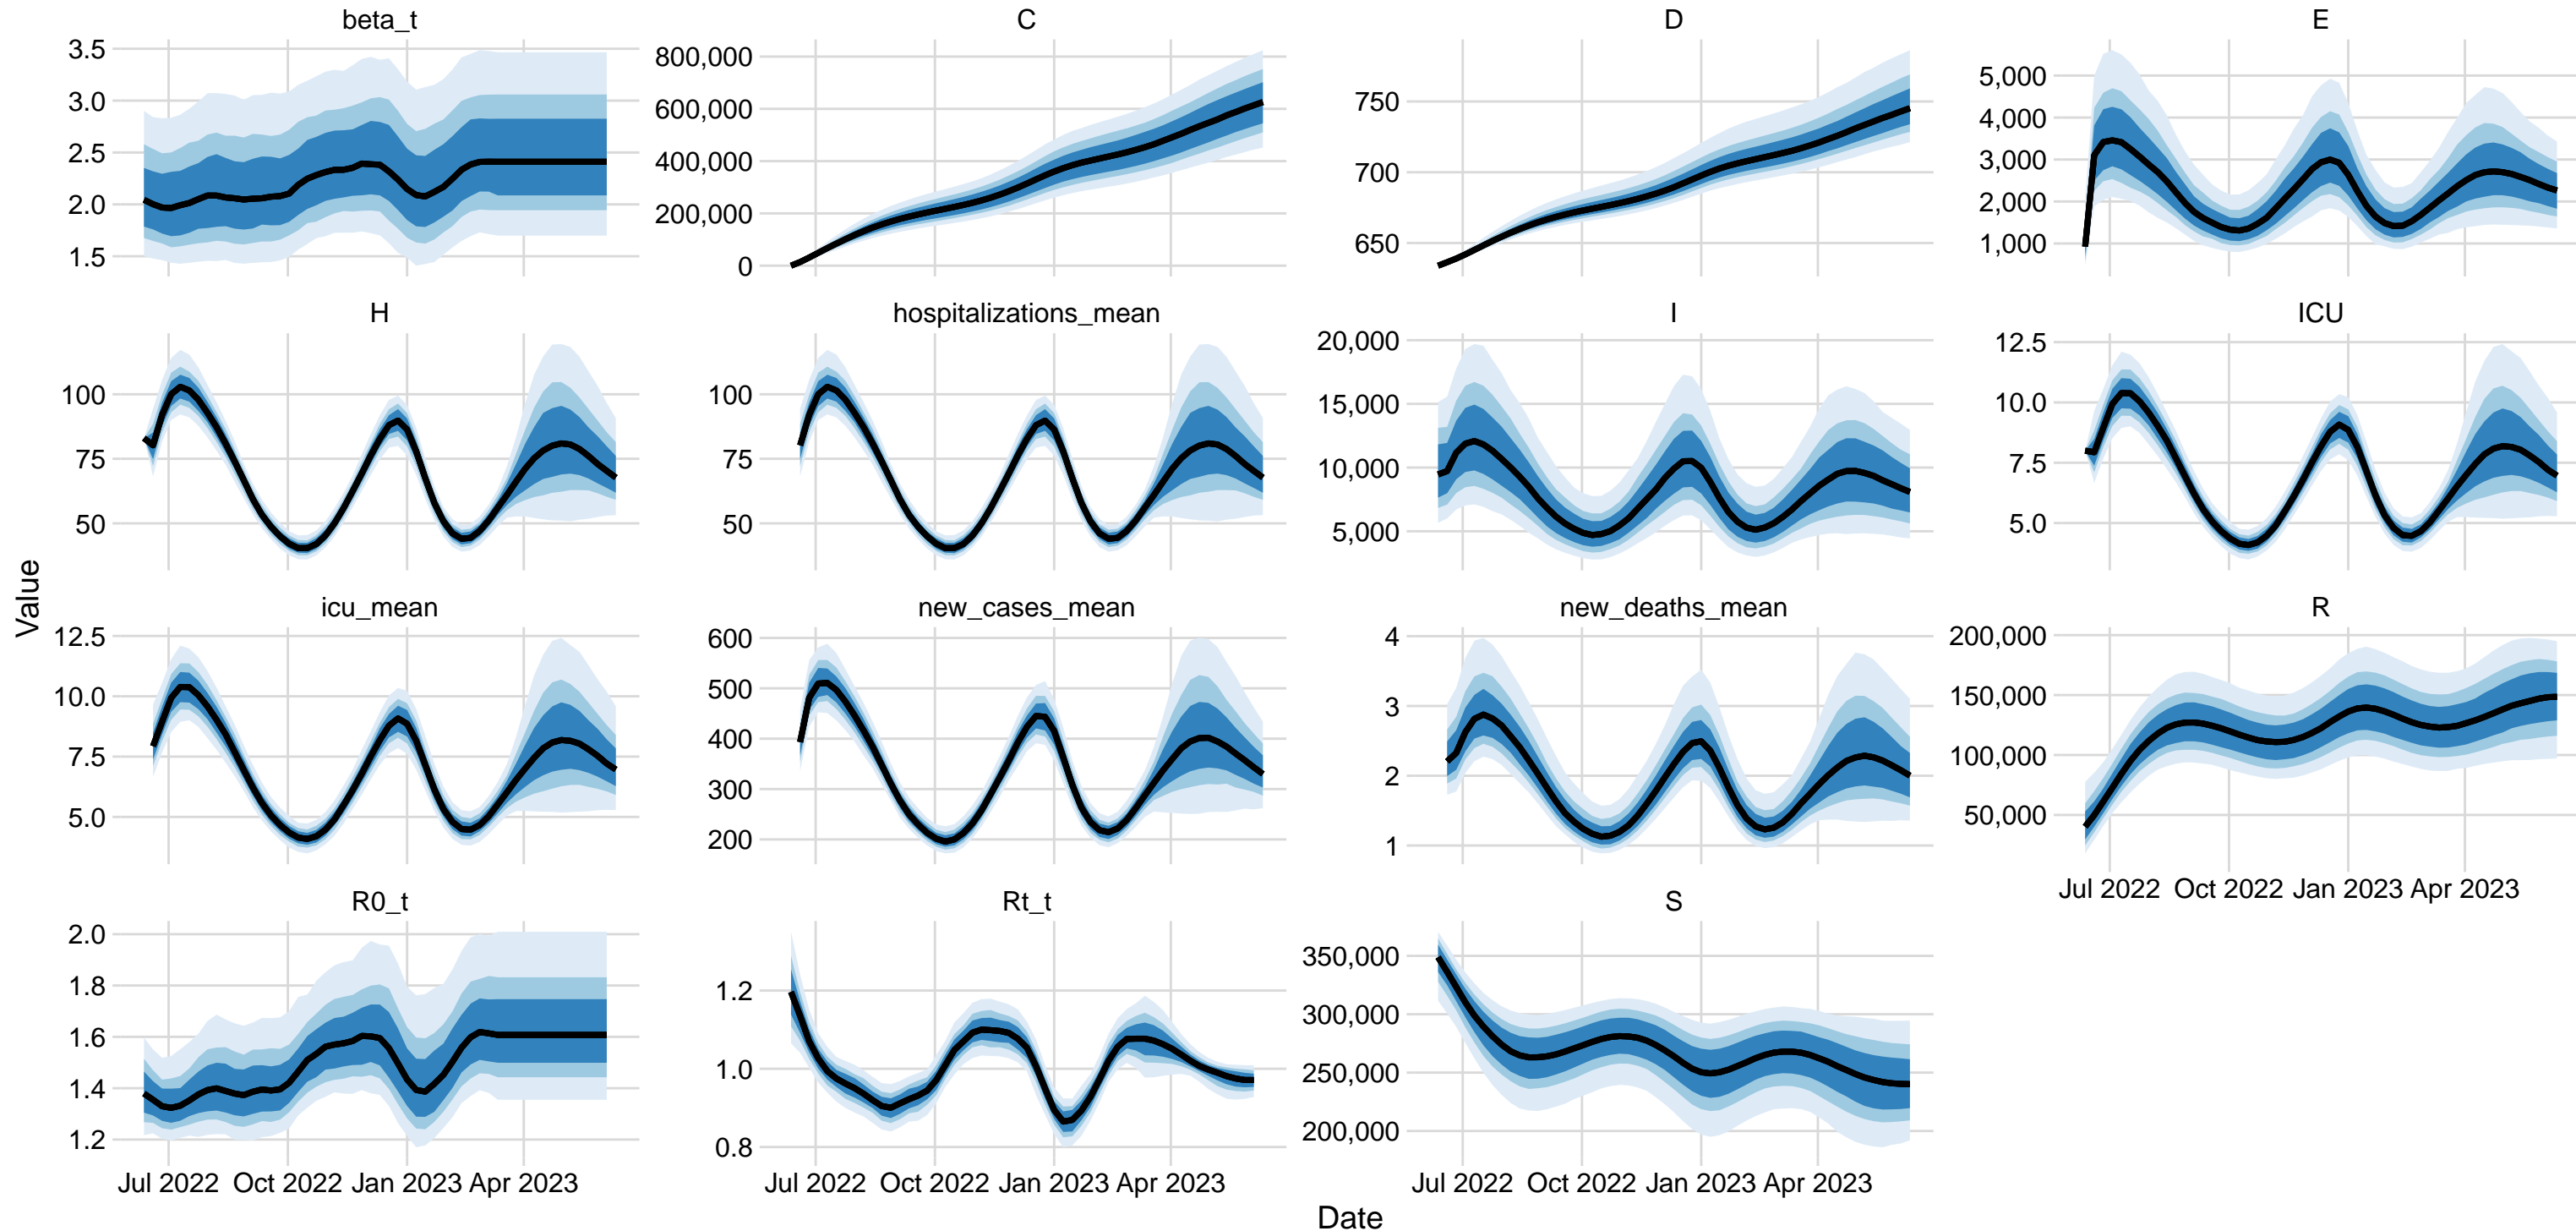 beta_t
3.5
3.0
2.5
2.0
1.5
C
800,000
600,000
400,000
200,000
0
D
750
700
650
E
5,000
4,000
3,000
2,000
1,000
H
100
75
50
hospitalizations_mean
100
75
50
I
20,000
15,000
10,000
5,000
ICU
12.5
10.0
7.5
5.0
Value
icu_mean
12.5
10.0
7.5
5.0
new_cases_mean
600
500
400
300
200
new_deaths_mean
4
3
2
1
R
200,000
150,000
100,000
50,000
Jul 2022 Oct 2022 Jan 2023 Apr 2023
R0_t
2.0
1.8
1.6
1.4
1.2
Jul 2022 Oct 2022 Jan 2023 Apr 2023
Rt_t
1.2
1.0
0.8
Jul 2022 Oct 2022 Jan 2023 Apr 2023
S
350,000
300,000
250,000
200,000
Jul 2022 Oct 2022 Jan 2023 Apr 2023
Date